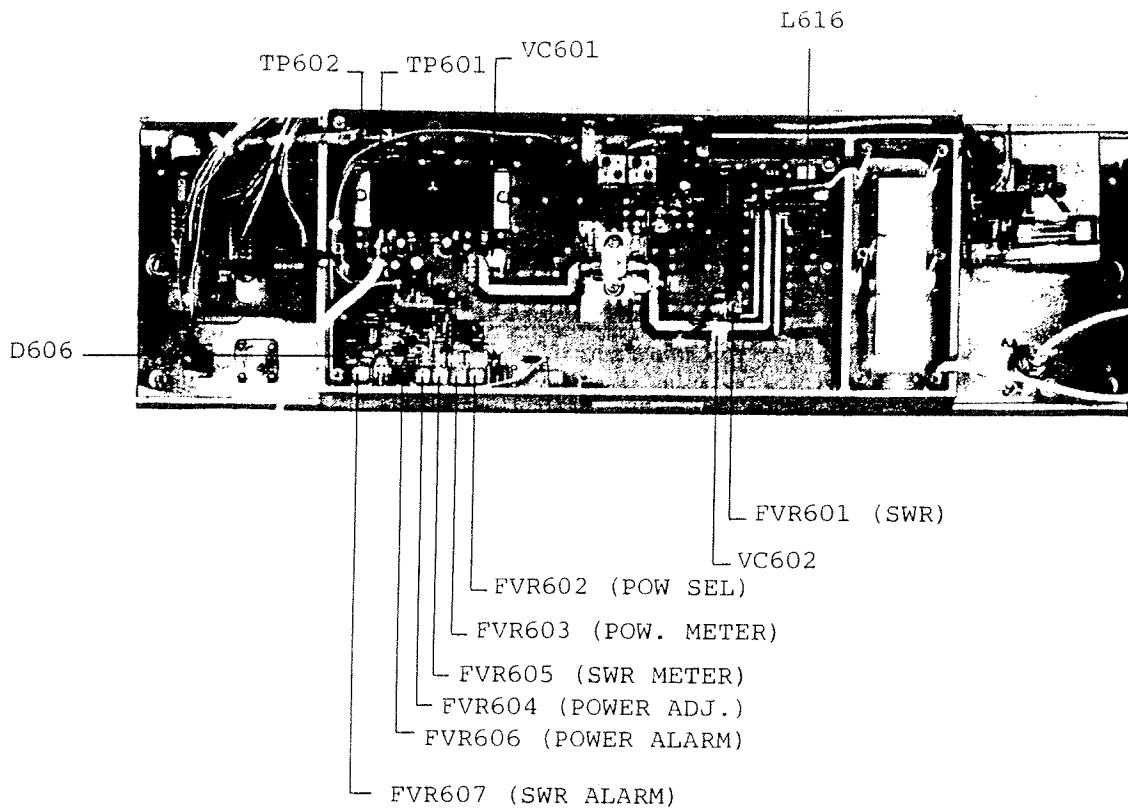 L616
VC601
TP602 TP601
D606
FVR601 (SWR)
VC602
FVR602 (POW SEL)
FVR603 (POW. METER)
FVR605 (SWR METER)
FVR604 (POWER ADJ.)
FVR606 (POWER ALARM)
FVR607 (SWR ALARM)